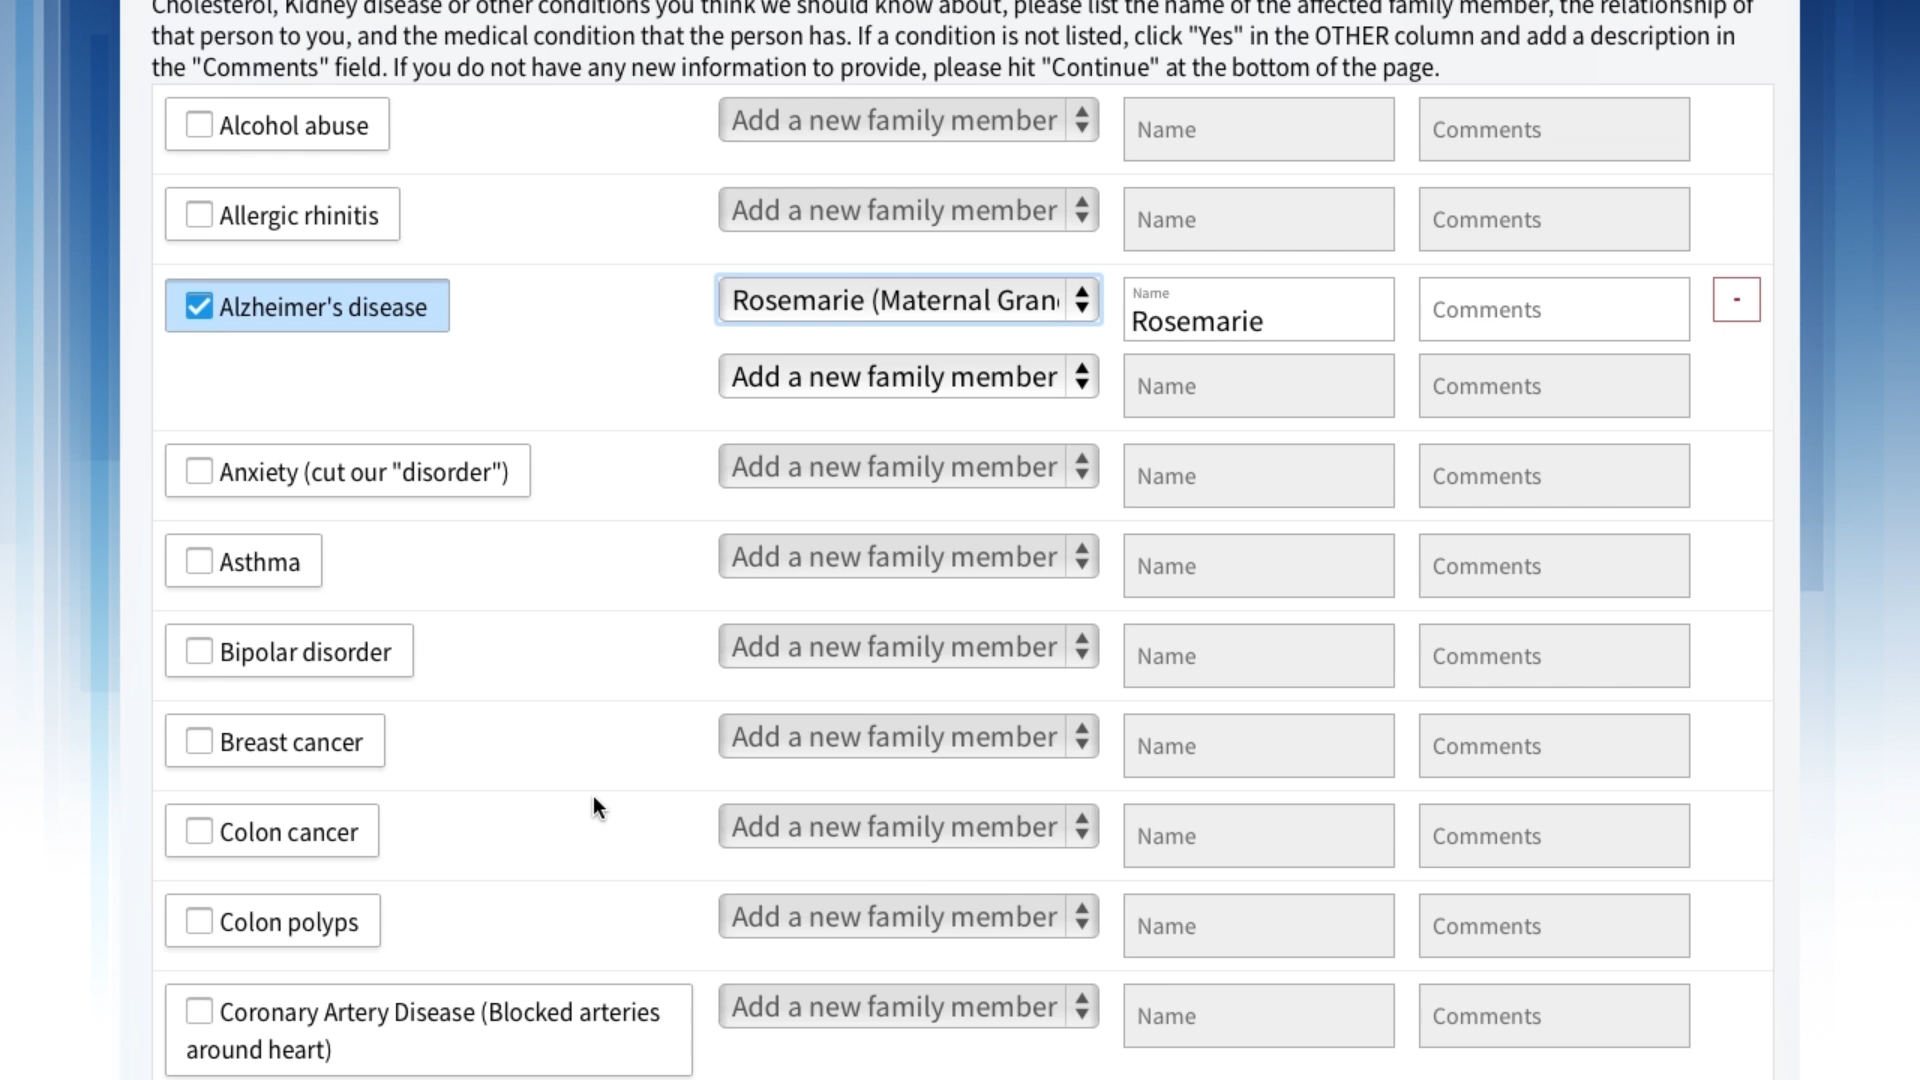 Cholesterol, Kidney disease or other conditions you think we should know about, please list the name of the affected family member, the relationship of
that person to you, and the medical condition that the person has. If a condition is not listed, click "Yes" in the OTHER column and add a description in
the "Comments" field. If you do not have any new information to provide, please hit "Continue" at the bottom of the page.
Alcohol abuse Add a new family member Name Comments
Allergic rhinitis Add a new family member Name Comments
Alzheimer's disease Rosemarie (Maternal Gran Name Comments -
Rosemarie
Add a new family member Name Comments
Anxiety (cut our "disorder") Add a new family member Name Comments
Asthma Add a new family member Name Comments
Bipolar disorder Add a new family member Name Comments
Breast cancer Add a new family member Name Comments
Colon cancer Add a new family member Name Comments
Colon polyps Add a new family member Name Comments
Coronary Artery Disease (Blocked arteries Add a new family member Name Comments
around heart)